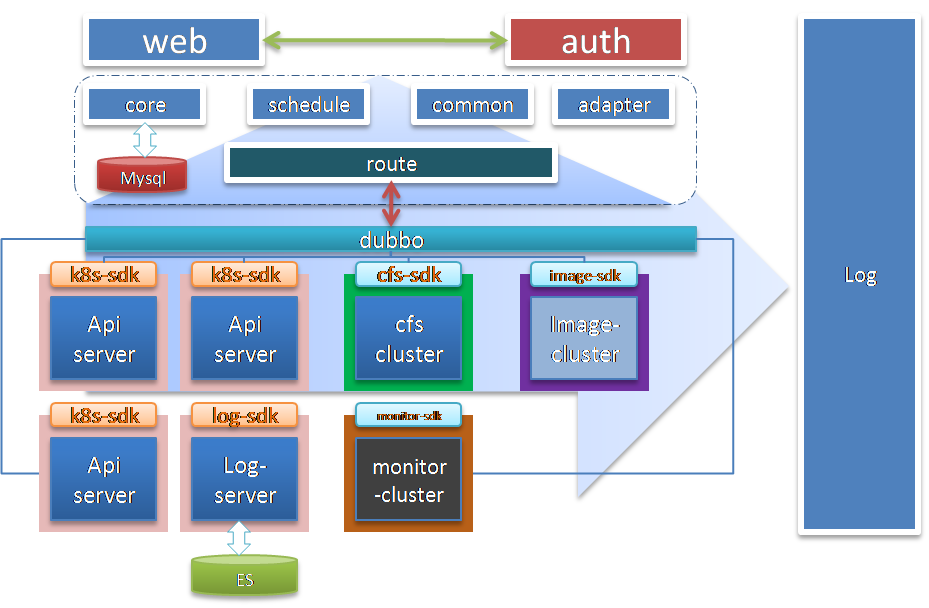 web
auth
core
schedule
common
adapter
Mysql
route
dubbo
Log
k8s-sdk
k8s-sdk
cfs-sdk
image-sdk
Api
server
Api
server
cfs
cluster
Image-
cluster
k8s-sdk
log-sdk
monitor-sdk
Api
server
Log-
server
monitor
-cluster
ES